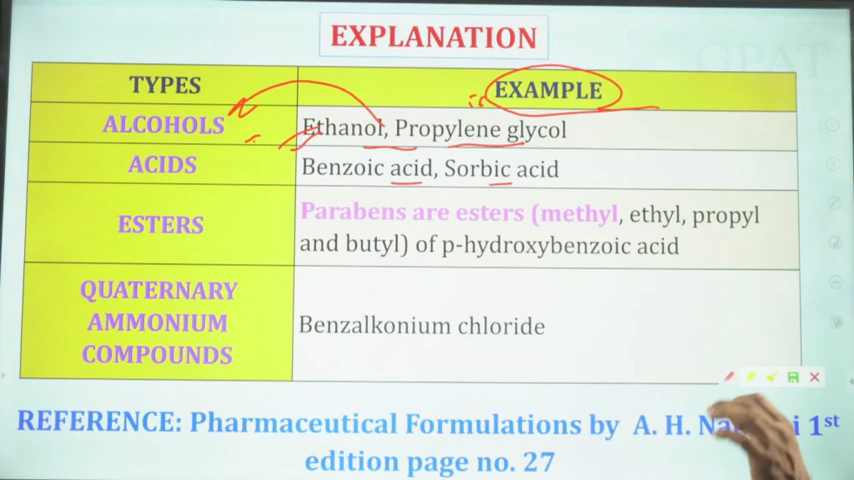 GPAT
EXPLANATION
TYPES EXAMPLE
ALCOHOLS Ethanol, Propylene glycol
ACIDS Benzoic acid, Sorbic acid
ESTERS Parabens are esters (methyl, ethyl, propyl
and butyl) of p-hydroxybenzoic acid
QUATERNARY
AMMONIUM
COMPOUNDS
Benzalkonium chloride
REFERENCE: Pharmaceutical Formulations by A. H. 1st
edition page no. 27